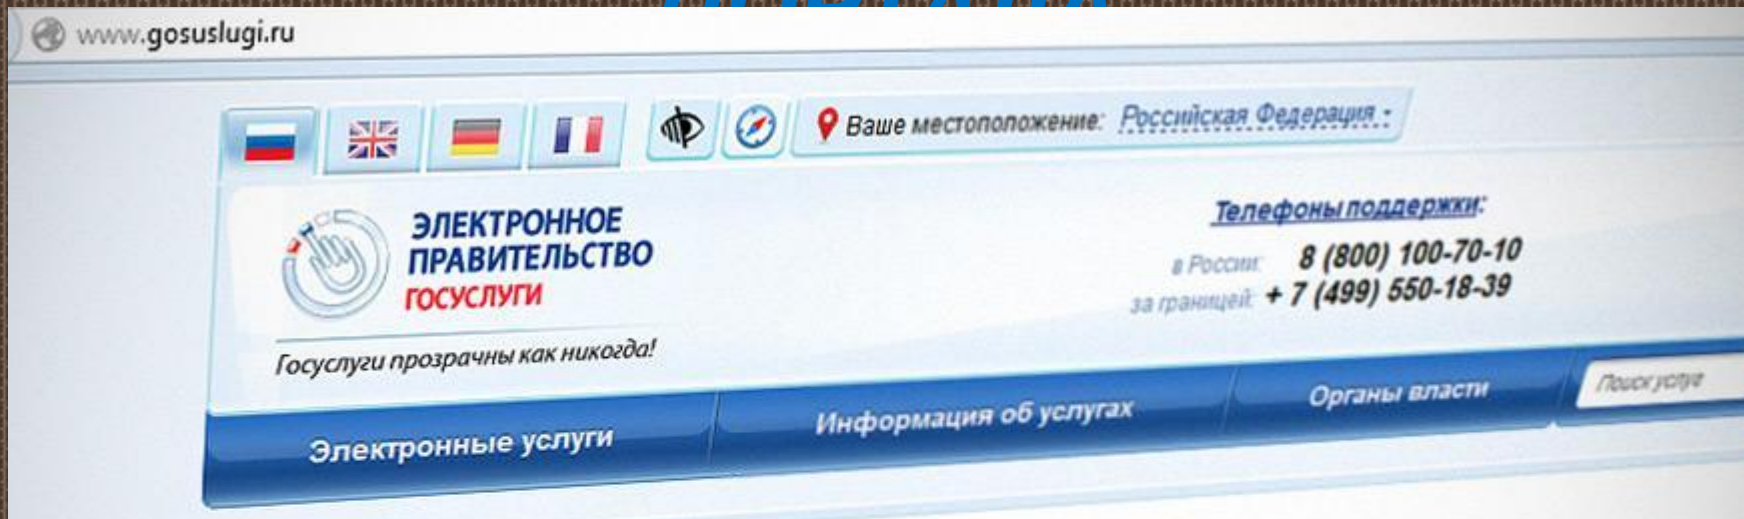 www.gosuslugi.ru
Ваше местоположение: Российская Федерация
ЭЛЕКТРОННОЕ
ПРАВИТЕЛЬСТВО
ГОСУСЛУГИ
Госуслуги прозрачны как никогда!
Телефоны поддержки:
в России: 8 (800) 100-70-10
за границей: + 7 (499) 550-18-39
Электронные услуги
Информация об услугах
Органы власти
Поиск услуг